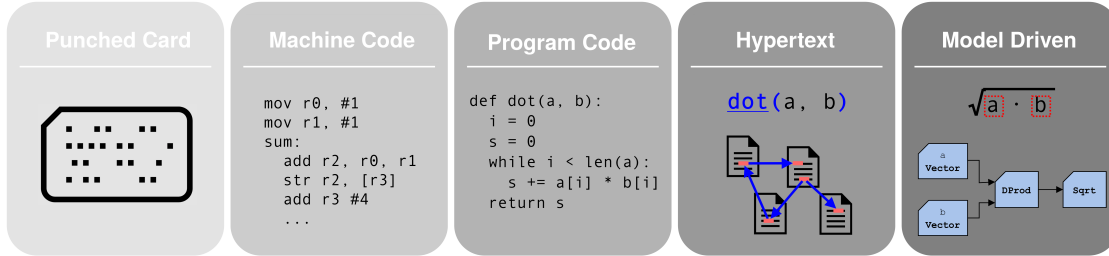 Punched Card
Machine Code
mov r0, #1
mov r1, #1
sum:
add r2, r0, r1
str r2, [r3]
add r3 #4
...
Program Code
def dot(a, b):
i = 0
s = 0
while i < len(a):
s += a[i] * b[i]
return s
Hypertext
dot(a, b)
Model Driven
√a · b
a
Vector
DProd
Sqrt
b
Vector